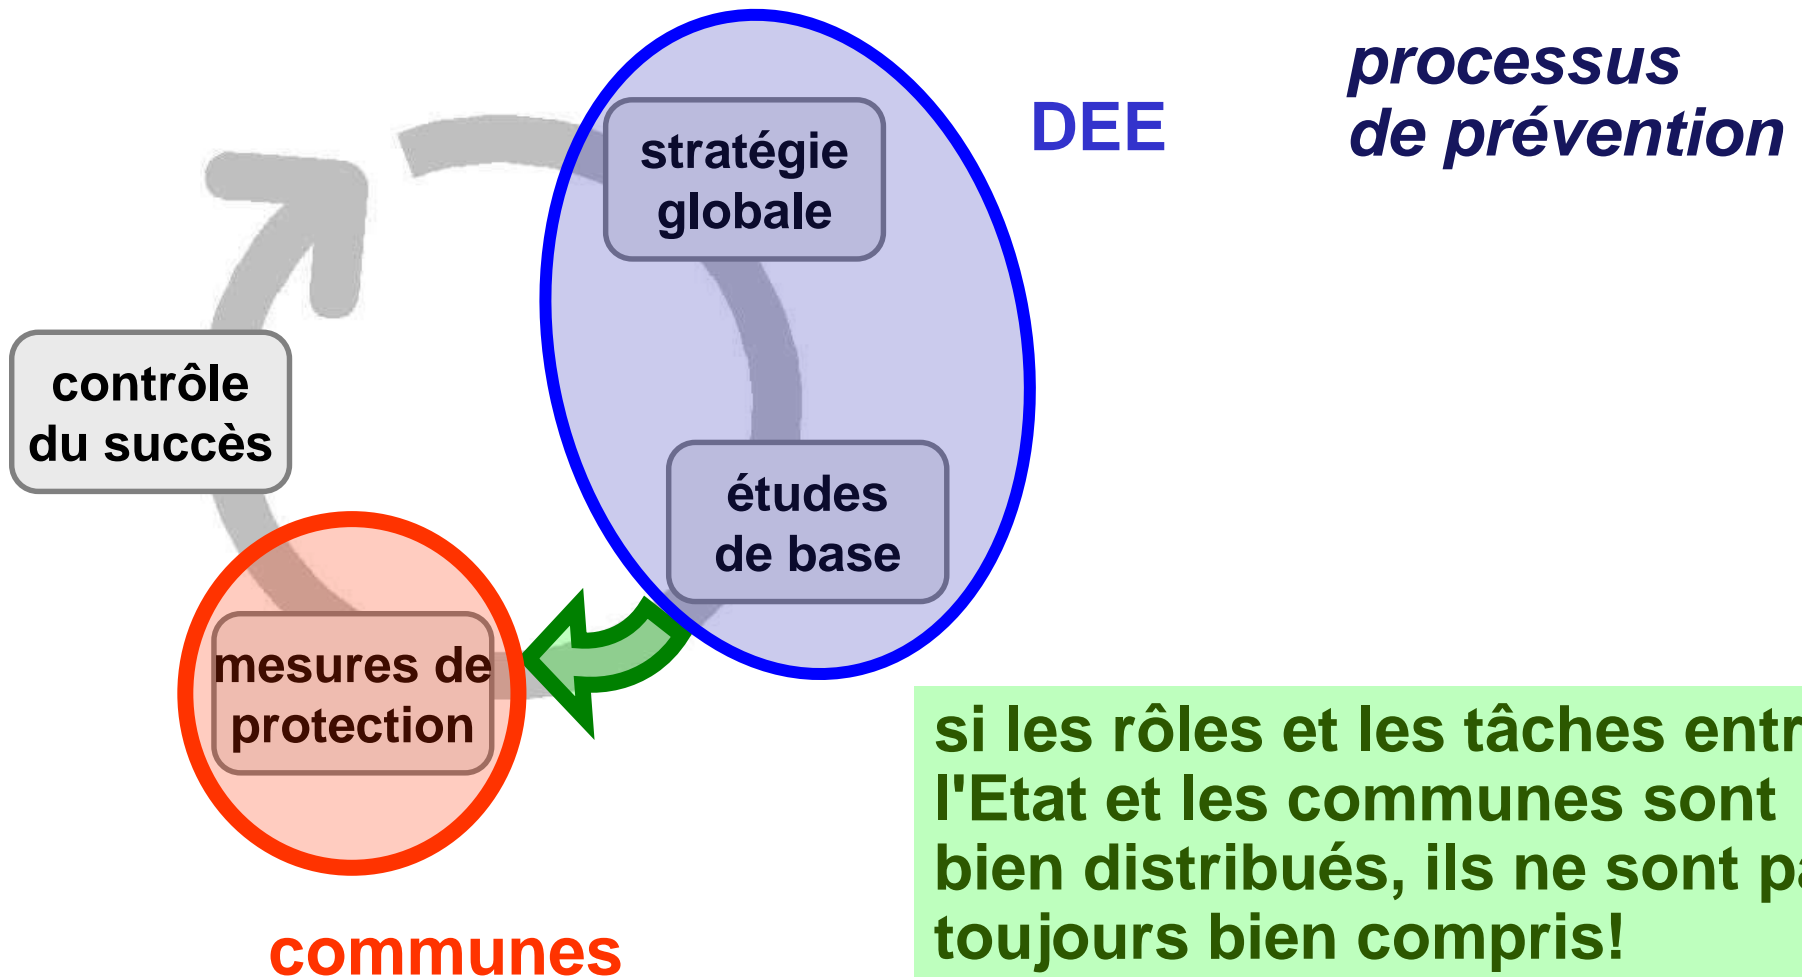 processus
de prévention
DEE
stratégie
globale
contrôle
du succès
études
de base
mesures de
protection
si les rôles et les tâches entr
l'Etat et les communes sont
bien distribués, ils ne sont pa
toujours bien compris!
communes